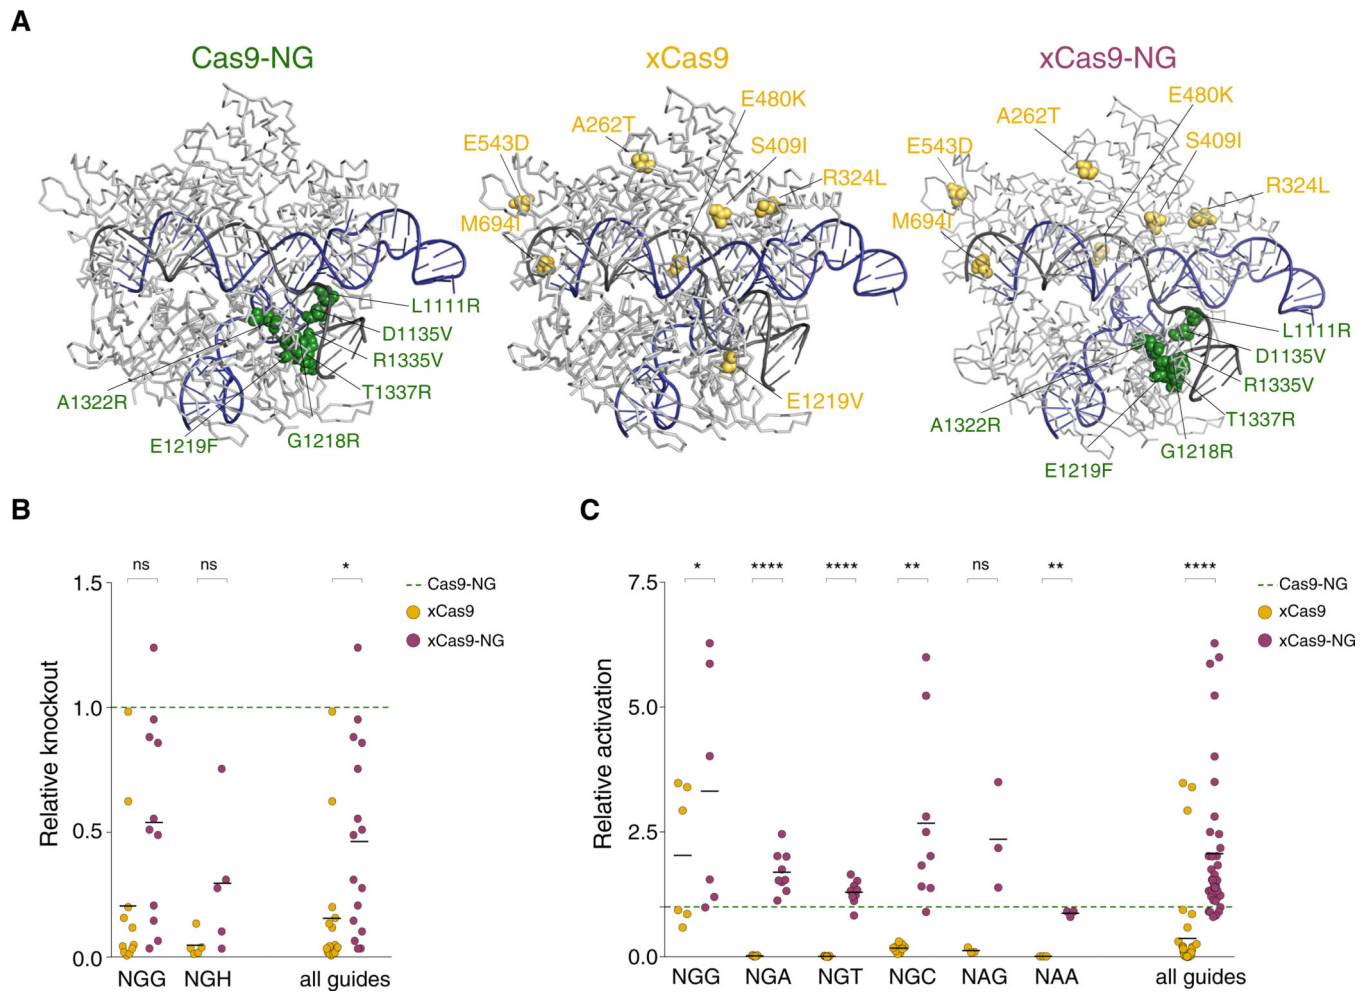 A
Cas9-NG
xCas9
xCas9-NG
E480K
A262T
S409I
E543D
R324L
M694I
E1219V
L1111R
D1135V
R1335V
T1337R
A1322R
E1219F
G1218R
E480K
A262T
S409I
E543D
R324L
M694I
L1111R
D1135V
R1335V
T1337R
A1322R
G1218R
E1219F
B
ns
ns
*
1.5
1.0
0.5
0.0
Relative knockout
NGG
NGH
all guides
Cas9-NG
xCas9
xCas9-NG
C
*
****
****
**
ns
**
****
7.5
5.0
2.5
0.0
Relative activation
NGG
NGA
NGT
NGC
NAG
NAA
all guides
Cas9-NG
xCas9
xCas9-NG